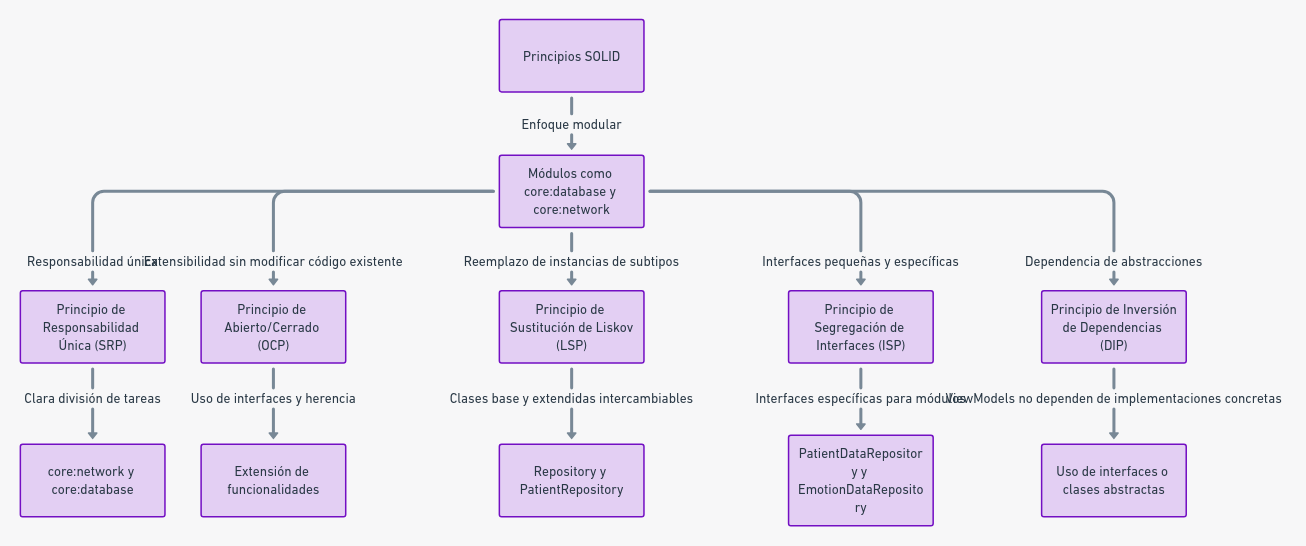 Principios SOLID
Enfoque modular
Módulos como
core:database y
core:network
Responsabilidad única
Extensibilidad sin modificar código existente
Reemplazo de instancias de subtipos
Interfaces pequeñas y específicas
Dependencia de abstracciones
Principio de
Responsabilidad
Única (SRP)
Principio de
Abierto/Cerrado
(OCP)
Principio de
Sustitución de Liskov
(LSP)
Principio de
Segregación de
Interfaces (ISP)
Principio de Inversión
de Dependencias
(DIP)
Clara división de tareas
Uso de interfaces y herencia
Clases base y extendidas intercambiables
Interfaces específicas para módulos
ViewModels no dependen de implementaciones concretas
core:network y
core:database
Extensión de
funcionalidades
Repository y
PatientRepository
PatientDataRepositor
y y
EmotionDataReposito
ry
Uso de interfaces o
clases abstractas